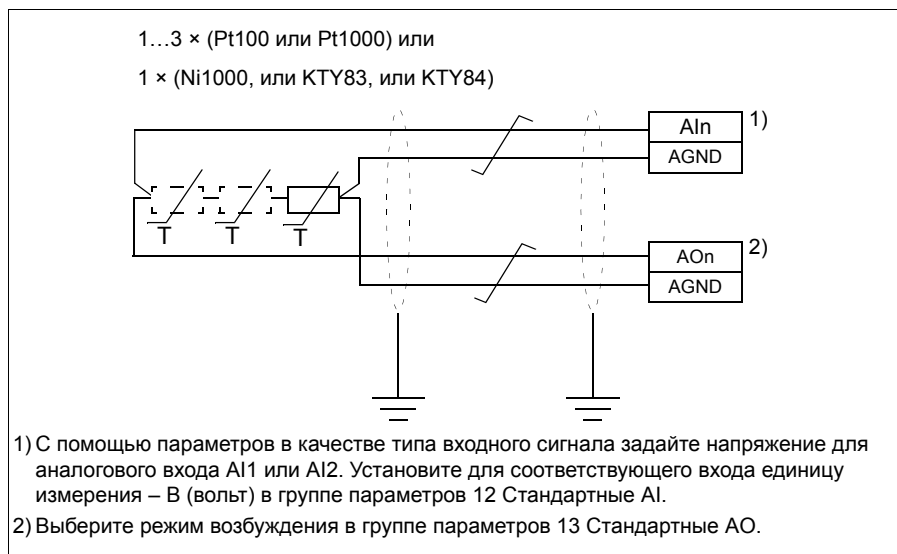 1…3 × (Pt100 или Pt1000) или
1 × (Ni1000, или KTY83, или KTY84)
AIn 1)
AGND
T T T
AOn 2)
AGND
1) С помощью параметров в качестве типа входного сигнала задайте напряжение для
аналогового входа AI1 или AI2. Установите для соответствующего входа единицу
измерения – В (вольт) в группе параметров 12 Стандартные AI.
2) Выберите режим возбуждения в группе параметров 13 Стандартные AO.